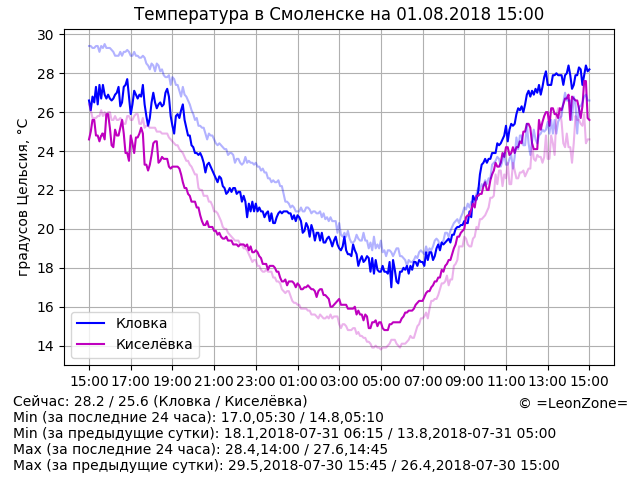 Температура в Смоленске на 01.08.2018 15:00
градусов Цельсия, °C
30
28
26
24
22
20
18
16
14
Кловка
Киселёвка
15:00 17:00 19:00 21:00 23:00 01:00 03:00 05:00 07:00 09:00 11:00 13:00 15:00
Сейчас: 28.2 / 25.6 (Кловка / Киселёвка)
© =LeonZone=
Min (за последние 24 часа): 17.0,05:30 / 14.8,05:10
Min (за предыдущие сутки): 18.1,2018-07-31 06:15 / 13.8,2018-07-31 05:00
Max (за последние 24 часа): 28.4,14:00 / 27.6,14:45
Max (за предыдущие сутки): 29.5,2018-07-30 15:45 / 26.4,2018-07-30 15:00